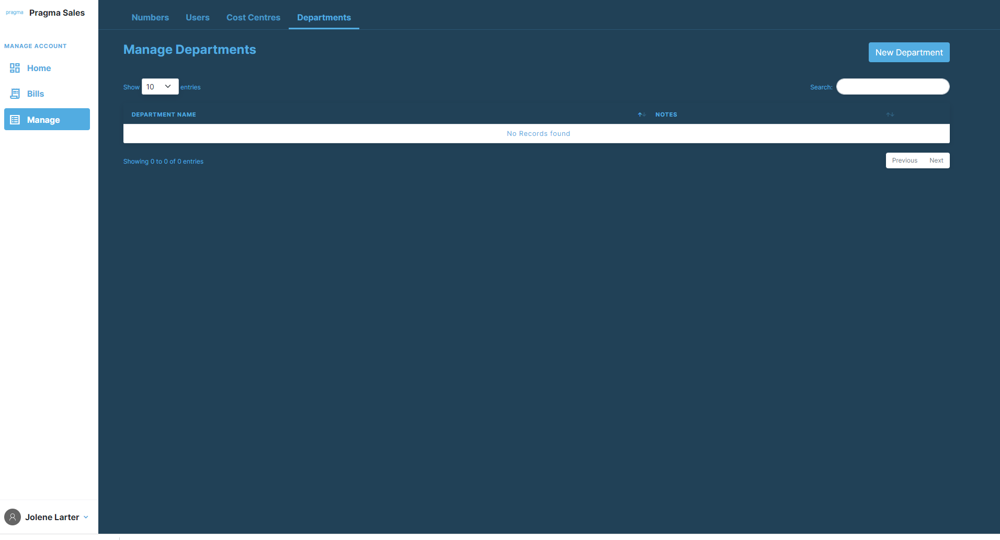 pragma Pragma Sales
MANAGE ACCOUNT
Home
Bills
Manage
Jolene Larter
Numbers Users Cost Centres Departments
Manage Departments
New Department
Show 10 entries
Search:
DEPARTMENT NAME NOTES
No Records found
Showing 0 to 0 of 0 entries
Previous Next